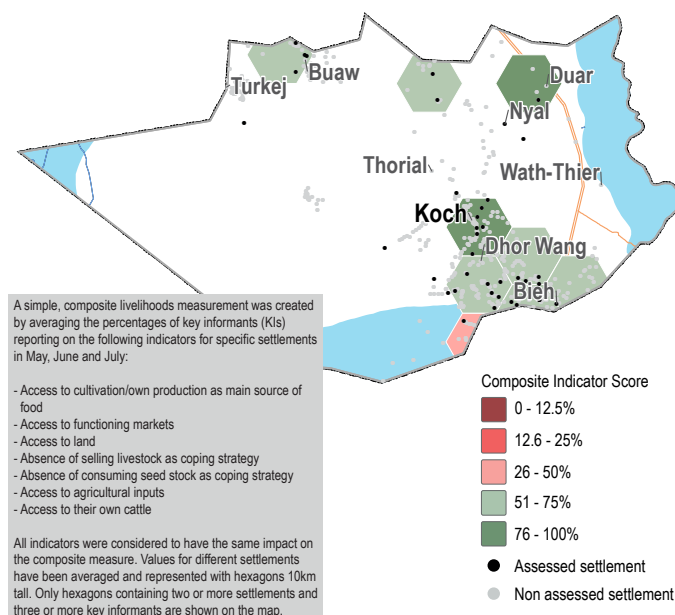 Turkej
Buaw
Duar
Nyal
Thorial
Wath-Thier
Koch
Dhor Wang
Bieh
A simple, composite livelihoods measurement was created
by averaging the percentages of key informants (KIs)
reporting on the following indicators for specific settlements
in May, June and July:
- Access to cultivation/own production as main source of
food
- Access to functioning markets
- Access to land
- Absence of selling livestock as coping strategy
- Absence of consuming seed stock as coping strategy
- Access to agricultural inputs
- Access to their own cattle
All indicators were considered to have the same impact on
the composite measure. Values for different settlements
have been averaged and represented with hexagons 10km
tall. Only hexagons containing two or more settlements and
three or more key informants are shown on the map.
Composite Indicator Score
0 - 12.5%
12.6 - 25%
26 - 50%
51 - 75%
76 - 100%
Assessed settlement
Non assessed settlement